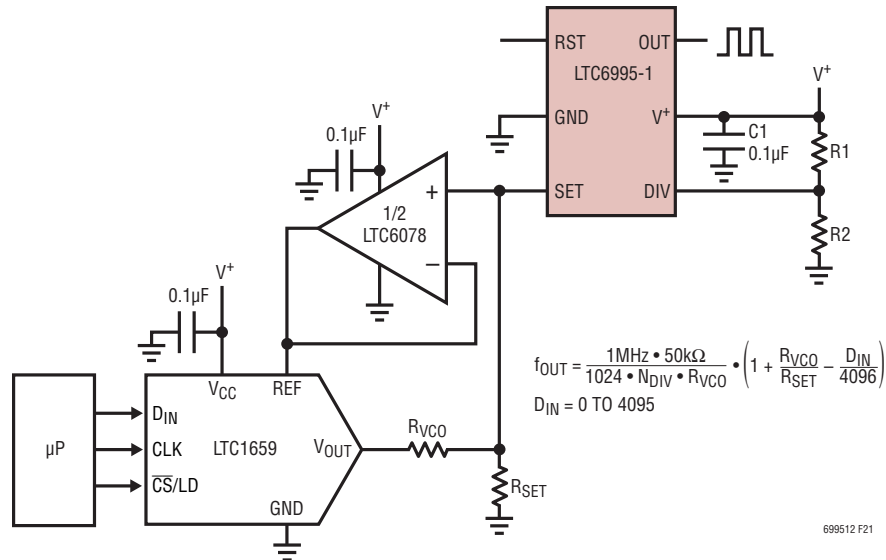 RST
OUT
LTC6995-1
V+
GND
V+
C1
0.1µF
R1
SET
DIV
R2
V+
0.1µF
+
1/2
LTC6078
–
V+
0.1µF
VCC
REF
µP
DIN
CLK
CS/LD
LTC1659
VOUT
GND
RVCO
RSET
fOUT = 1MHz • 50kΩ / 1024 • NDIV • RVCO • (1 + RVCO / RSET – DIN / 4096)
DIN = 0 TO 4095
699512 F21